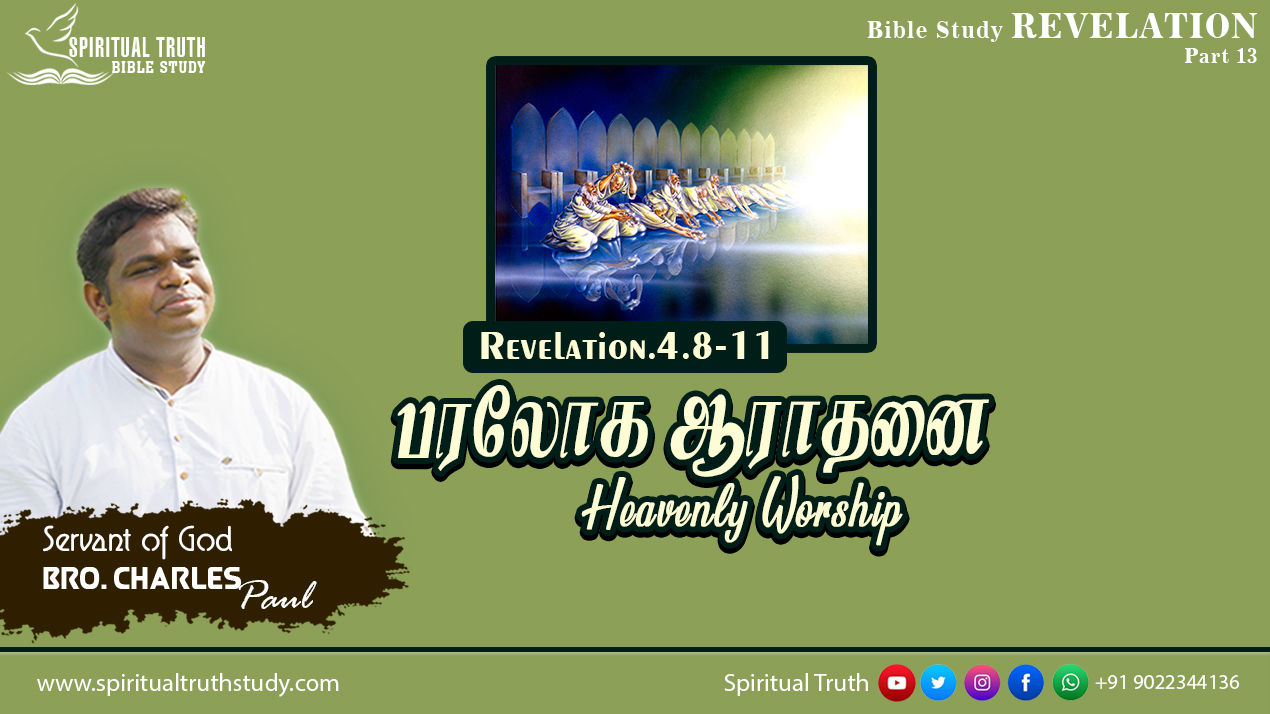 SPIRITUAL TRUTH
BIBLE STUDY
Bible Study REVELATION
Part 13
Revelation.4.8-11
பரலோக ஆராதனை
Heavenly Worship
Servant of God
BRO. CHARLES
Paul
www.spiritualtruthstudy.com
Spiritual Truth
+91 9022344136